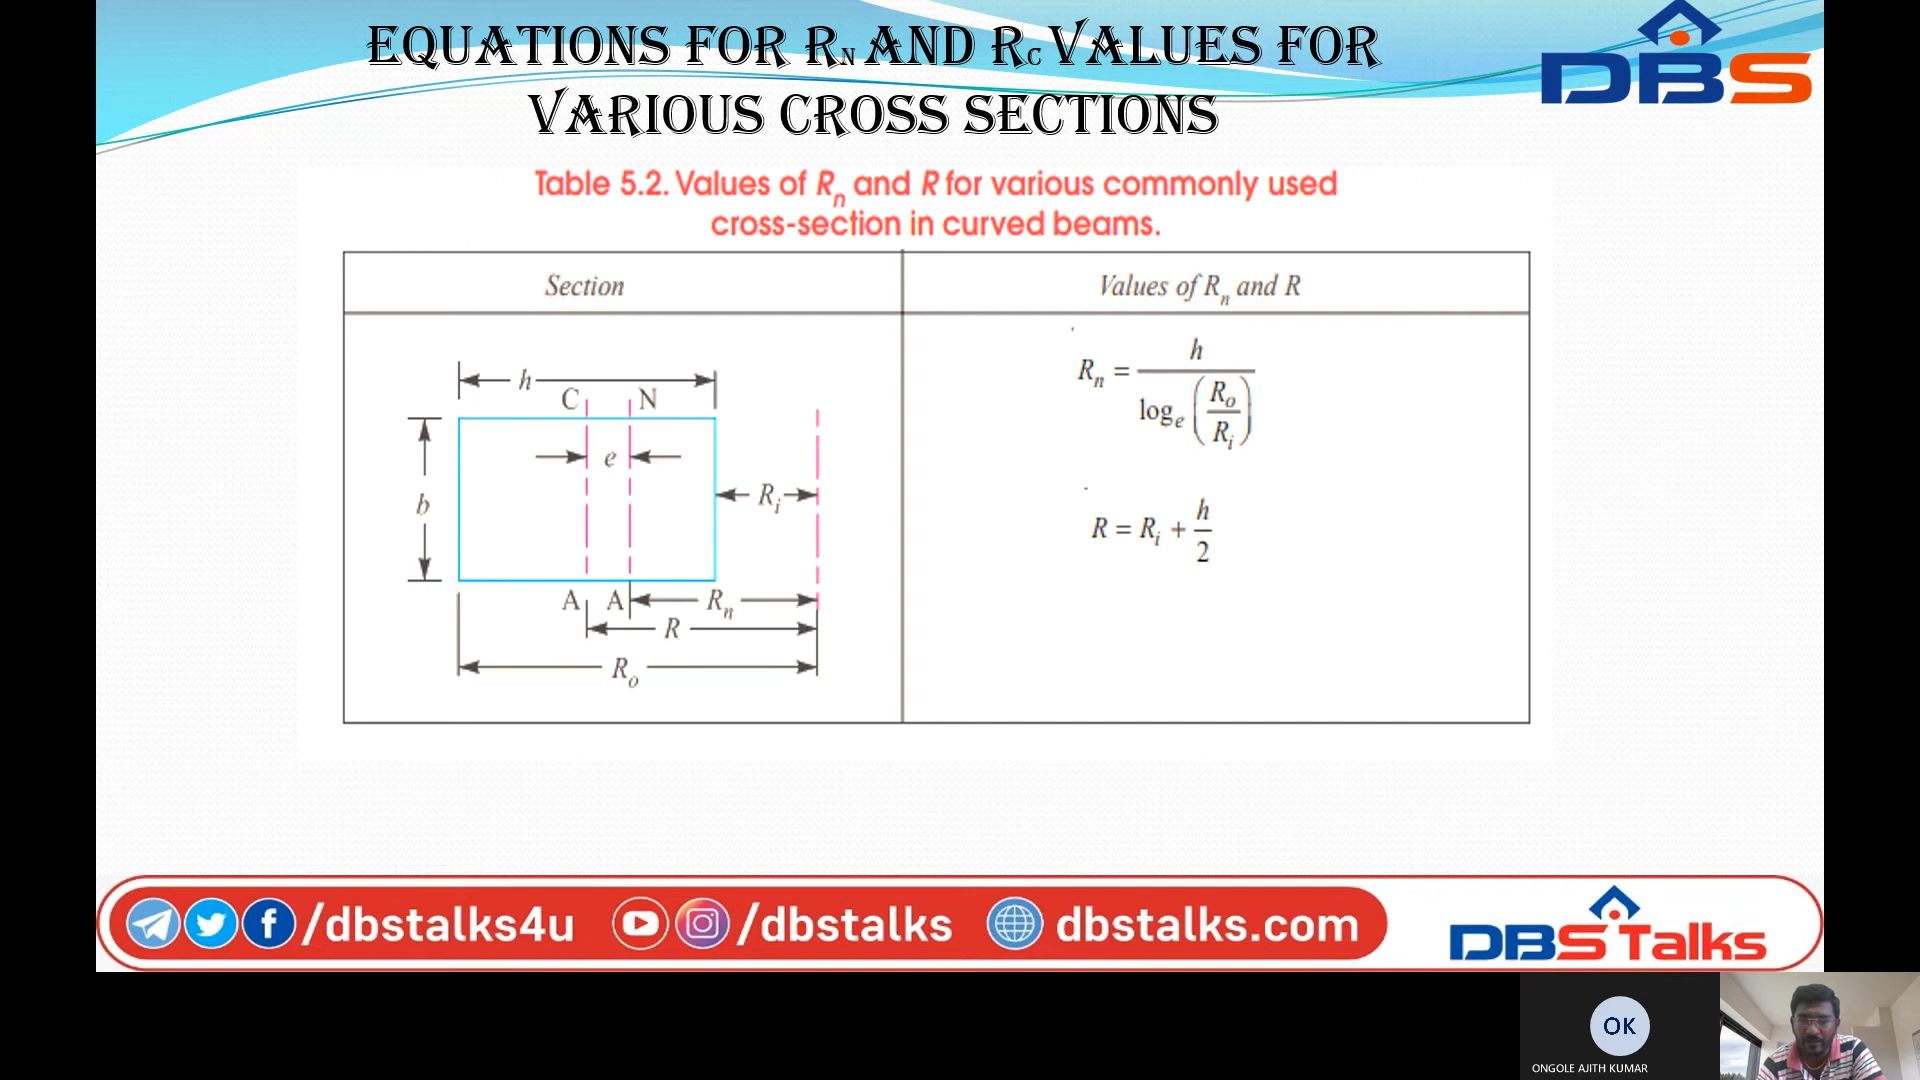 EQUATIONS FOR RN AND RC VALUES FOR
VARIOUS CROSS SECTIONS
DBS
Table 5.2. Values of Rn and R for various commonly used
cross-section in curved beams.
Section
Values of Rn and R
h
C N
e
b
Ri
A A Rn
R
Ro
Rn = h / loge (Ro / Ri)
R = Ri + h/2
/dbstalks4u /dbstalks dbstalks.com
DBS Talks
OK
ONGOLE AJITH KUMAR